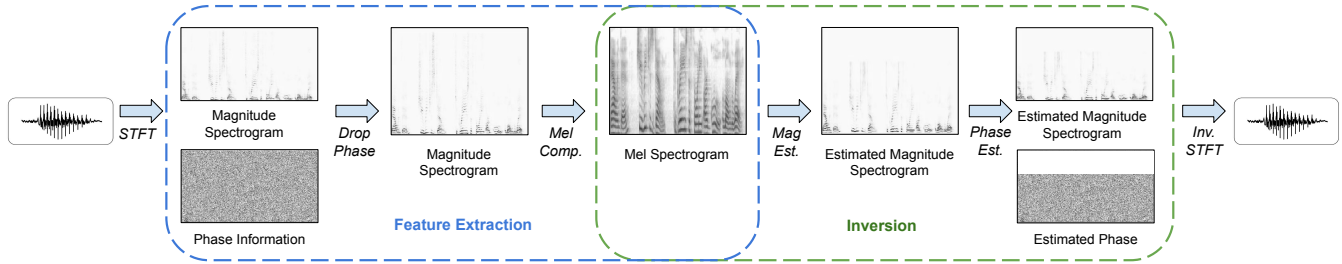 STFT
Magnitude
Spectrogram
Phase Information
Drop
Phase
Magnitude
Spectrogram
Feature Extraction
Mel
Comp.
Mel Spectrogram
Mag
Est.
Estimated Magnitude
Spectrogram
Inversion
Phase
Est.
Estimated Magnitude
Spectrogram
Estimated Phase
Inv.
STFT